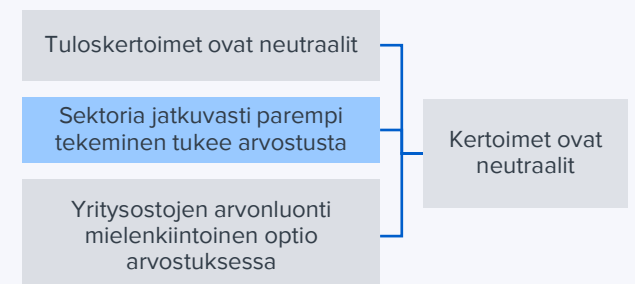 Tuloskertoimet ovat neutraalit
Sektoria jatkuvasti parempi
tekeminen tukee arvostusta
Yritysostojen arvonluonti
mielenkiintoinen optio
arvostuksessa
Kertoimet ovat
neutraalit